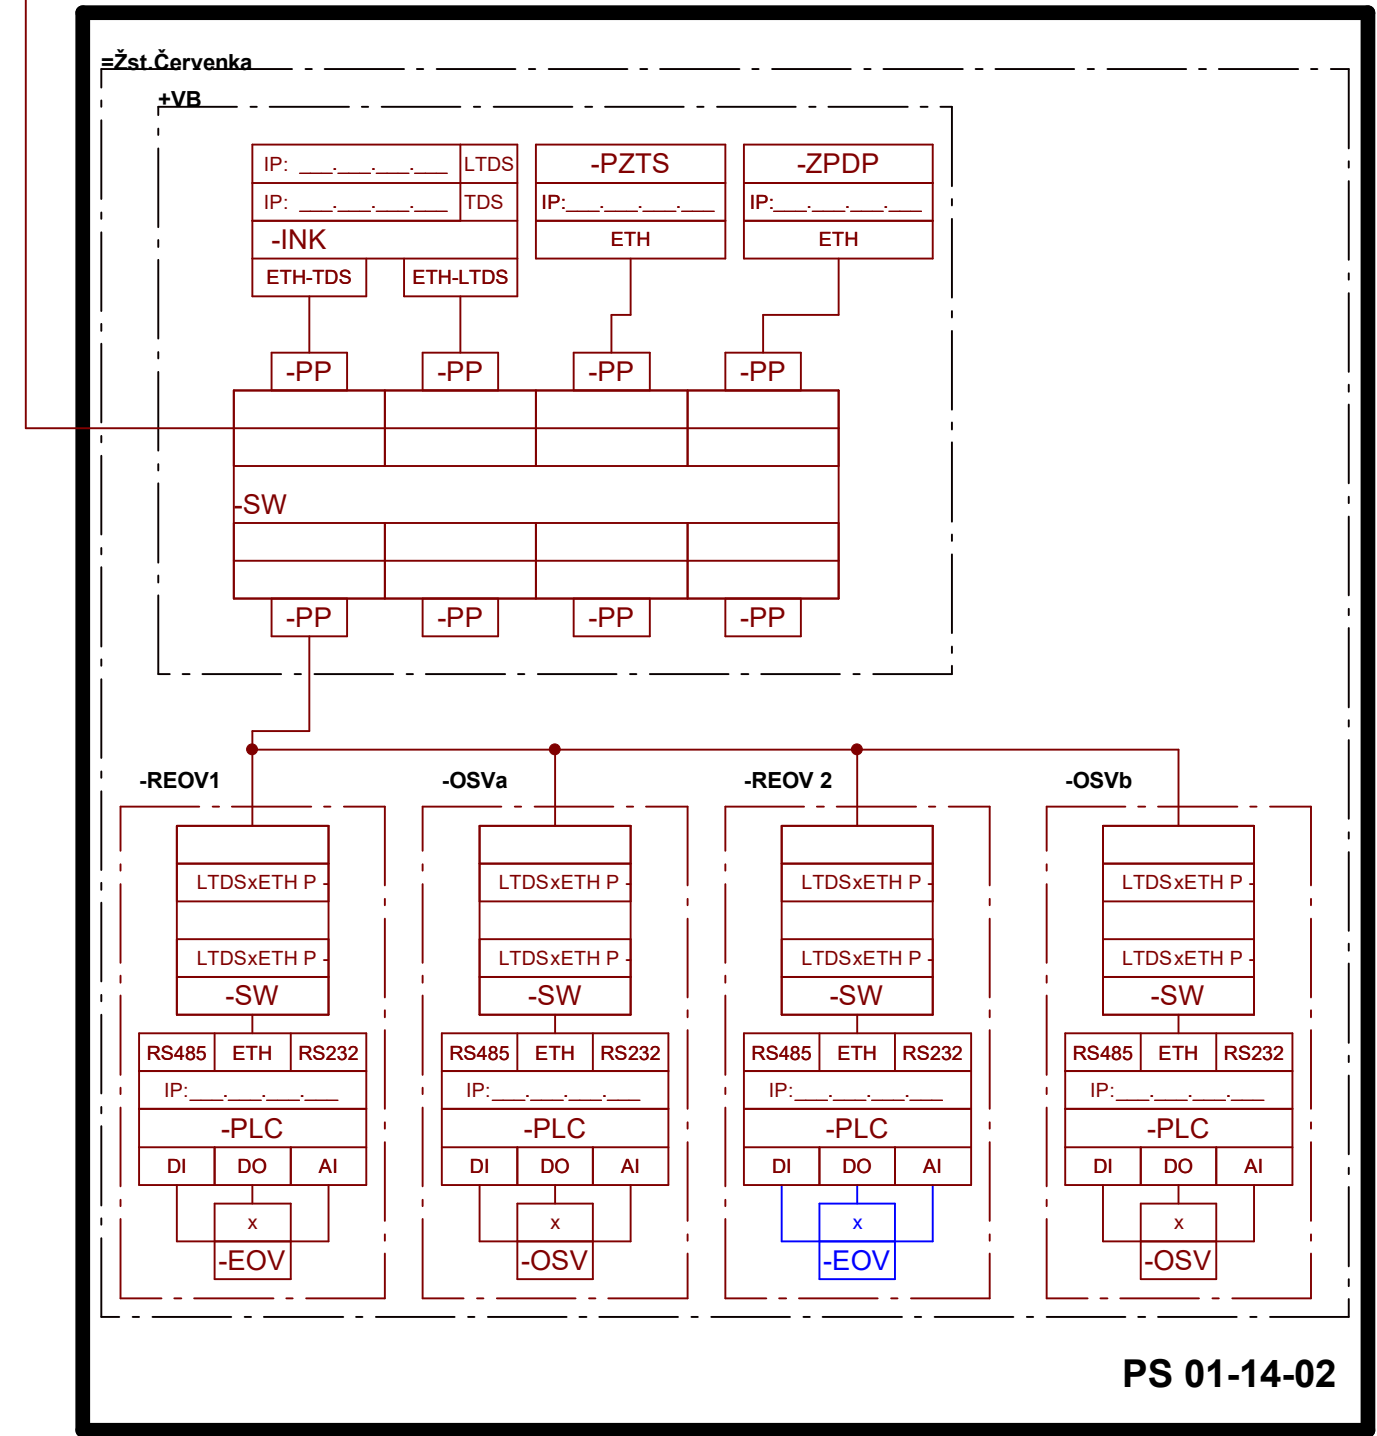 =Žst.Červenka
+VB
IP: ___.___.___.___ LTDS
IP: ___.___.___.___ TDS
-INK
ETH-TDS ETH-LTDS
-PZTS
IP:___.___.___.___
ETH
-ZPDP
IP:___.___.___.___
ETH
-PP -PP -PP -PP
-SW
-PP -PP -PP -PP
-REOV1
LTDSxETH P -
LTDSxETH P -
-SW
RS485 ETH RS232
IP:___.___.___.___
-PLC
DI DO AI
x
-EOV
-OSVa
LTDSxETH P -
LTDSxETH P -
-SW
RS485 ETH RS232
IP:___.___.___.___
-PLC
DI DO AI
x
-OSV
-REOV 2
LTDSxETH P -
LTDSxETH P -
-SW
RS485 ETH RS232
IP:___.___.___.___
-PLC
DI DO AI
x
-EOV
-OSVb
LTDSxETH P -
LTDSxETH P -
-SW
RS485 ETH RS232
IP:___.___.___.___
-PLC
DI DO AI
x
-OSV
PS 01-14-02